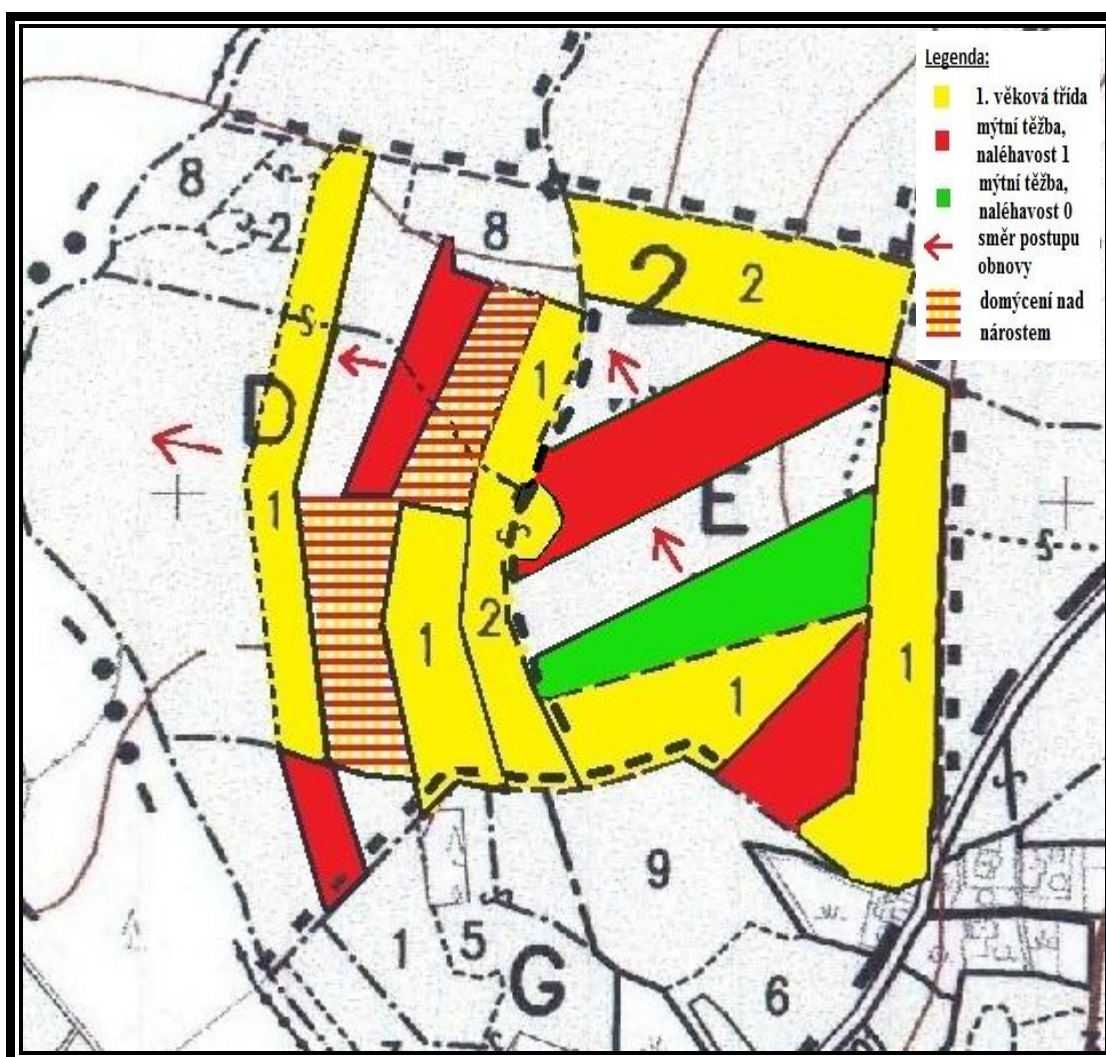 Legenda:
1. věková třída
mýtní těžba,
naléhavost 1
mýtní těžba,
naléhavost 0
směr postupu
obnovy
domýcení nad
nárostem
8
2
8
2
2
1
D
E
1
1
2
1
1
9
1
5
G
6